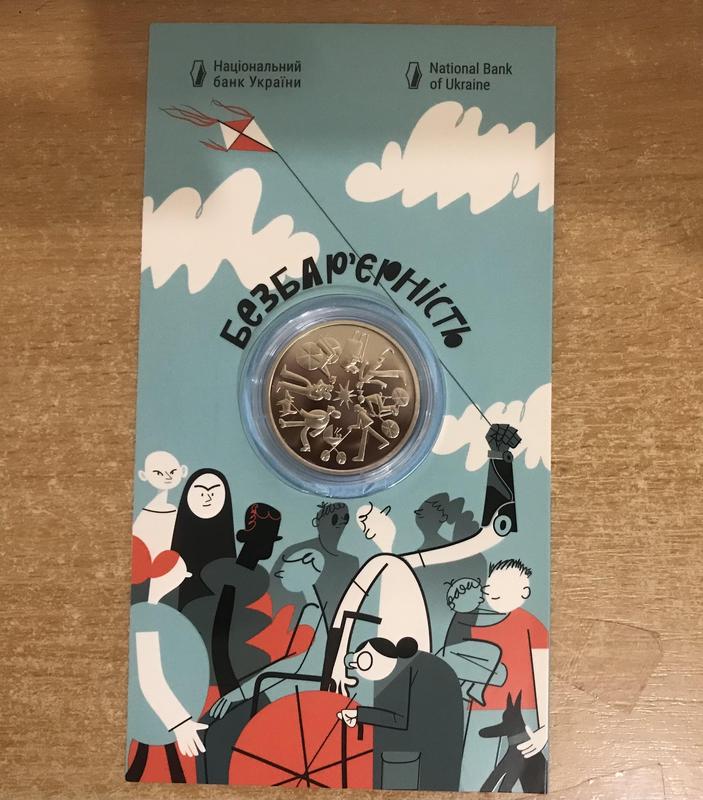 Національний
банк України
National Bank
of Ukraine
Безбар'єрність